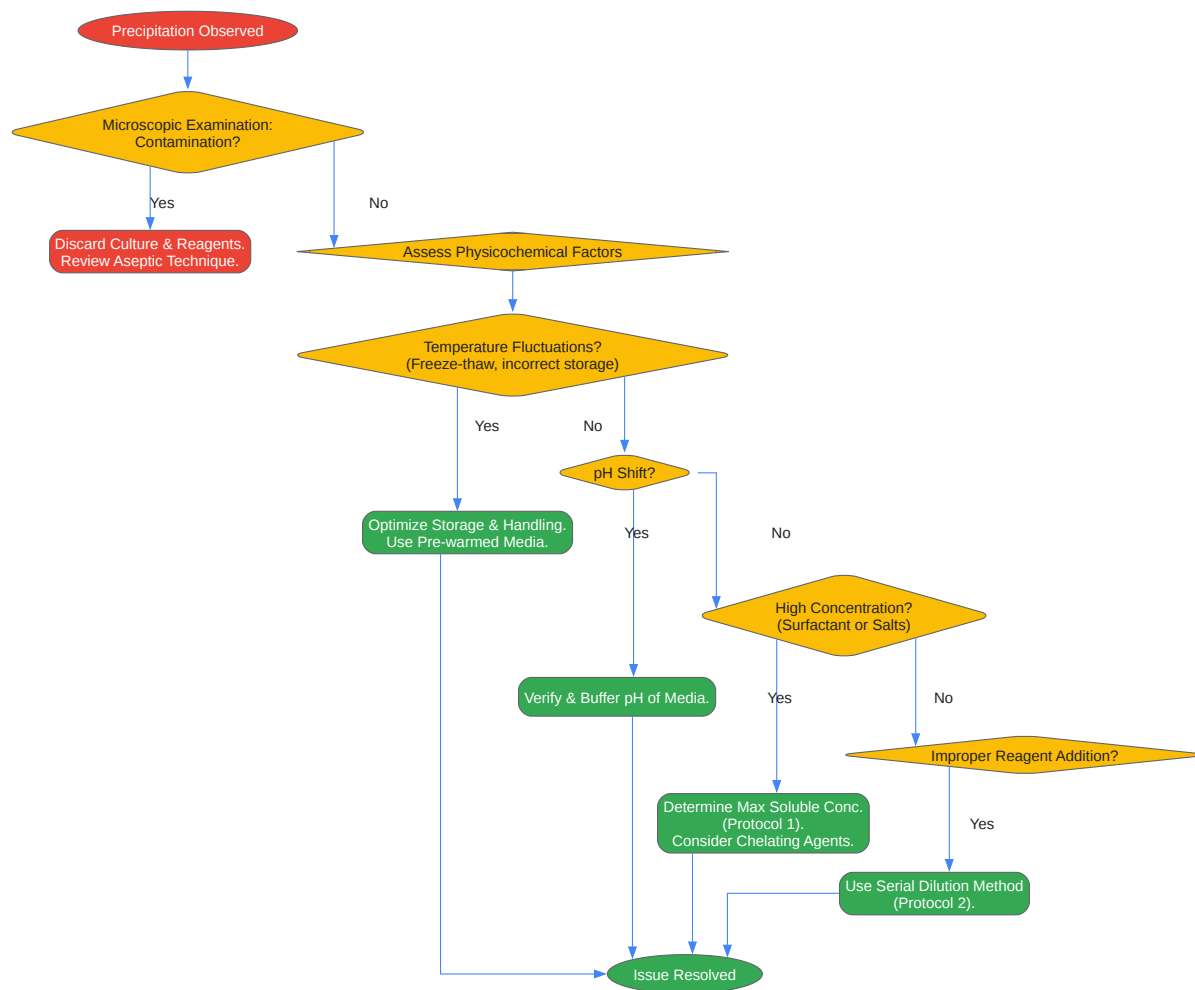 Precipitation Observed
Microscopic Examination:
Contamination?
Yes
No
Discard Culture & Reagents.
Review Aseptic Technique.
Assess Physicochemical Factors
Temperature Fluctuations?
(Freeze-thaw, incorrect storage)
Yes
No
pH Shift?
Optimize Storage & Handling.
Use Pre-warmed Media.
Yes
No
High Concentration?
(Surfactant or Salts)
Verify & Buffer pH of Media.
Yes
No
Improper Reagent Addition?
Determine Max Soluble Conc.
(Protocol 1).
Consider Chelating Agents.
Yes
Use Serial Dilution Method
(Protocol 2).
Issue Resolved